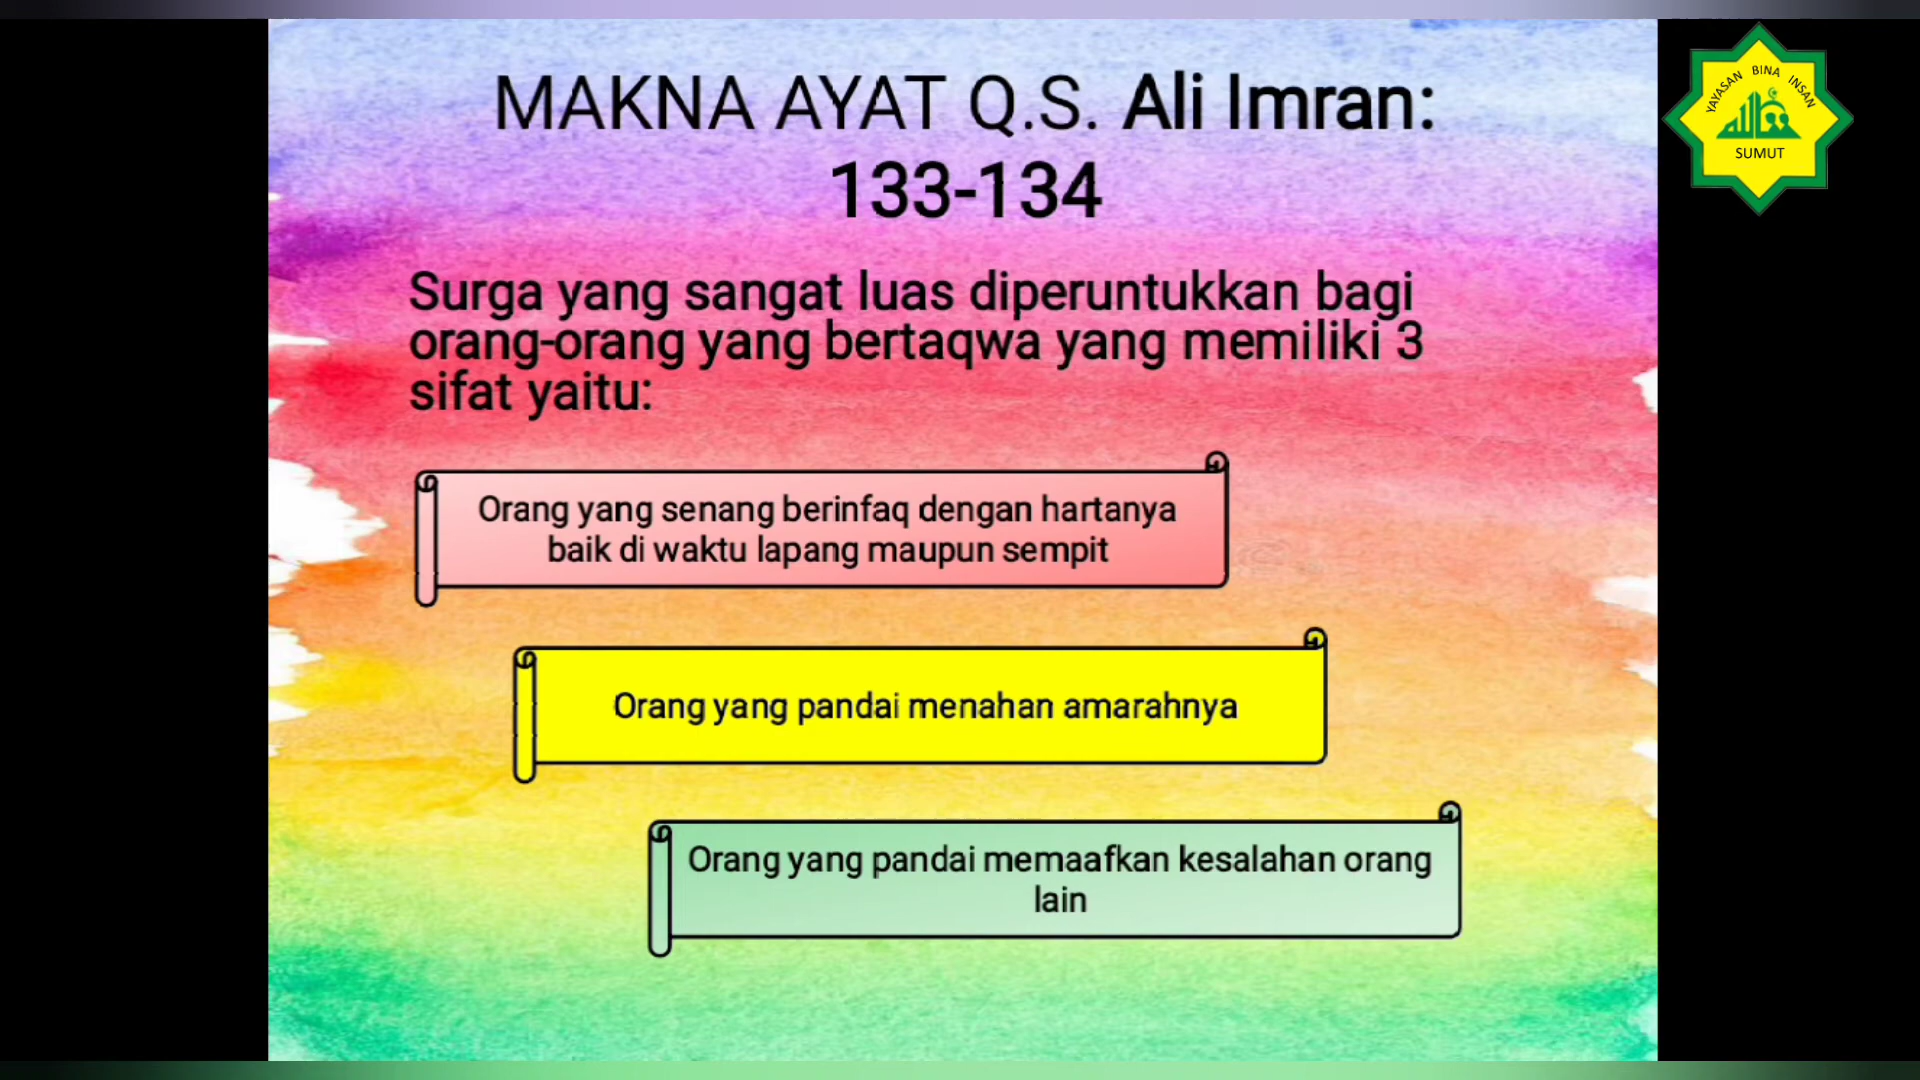 MAKNA AYAT Q.S. Ali Imran:
133-134
Surga yang sangat luas diperuntukkan bagi
orang-orang yang bertaqwa yang memiliki 3
sifat yaitu:
Orang yang senang berinfaq dengan hartanya
baik di waktu lapang maupun sempit
Orang yang pandai menahan amarahnya
Orang yang pandai memaafkan kesalahan orang
lain
YAYASAN BINA INSAN
SUMUT